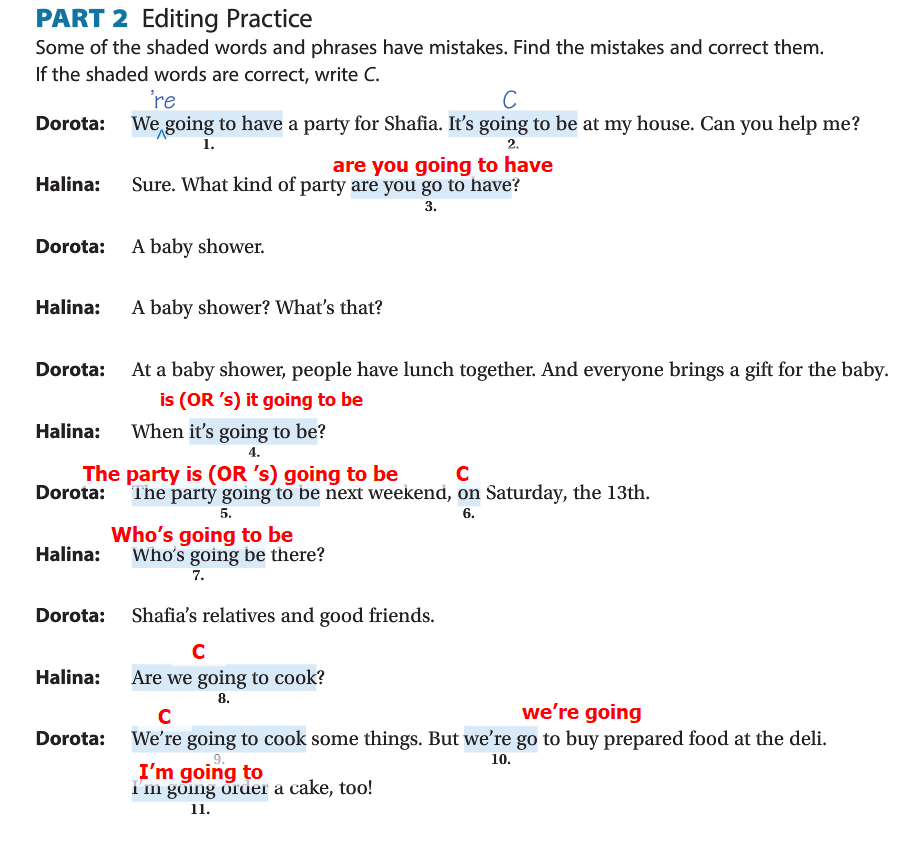 PART 2 Editing Practice
Some of the shaded words and phrases have mistakes. Find the mistakes and correct them.
If the shaded words are correct, write C.
're C
Dorota: We ^ going to have a party for Shafia. It's going to be at my house. Can you help me?
1. 2.
are you going to have
Halina: Sure. What kind of party are you go to have?
3.
Dorota: A baby shower.
Halina: A baby shower? What's that?
Dorota: At a baby shower, people have lunch together. And everyone brings a gift for the baby.
is (OR 's) it going to be
Halina: When it's going to be?
4.
The party is (OR 's) going to be C
Dorota: The party going to be next weekend, on Saturday, the 13th.
5. 6.
Who's going to be
Halina: Who's going be there?
7.
Dorota: Shafia's relatives and good friends.
C
Halina: Are we going to cook?
8.
C we're going
Dorota: We're going to cook some things. But we're go to buy prepared food at the deli.
9. 10.
I'm going to
I'm going order a cake, too!
11.